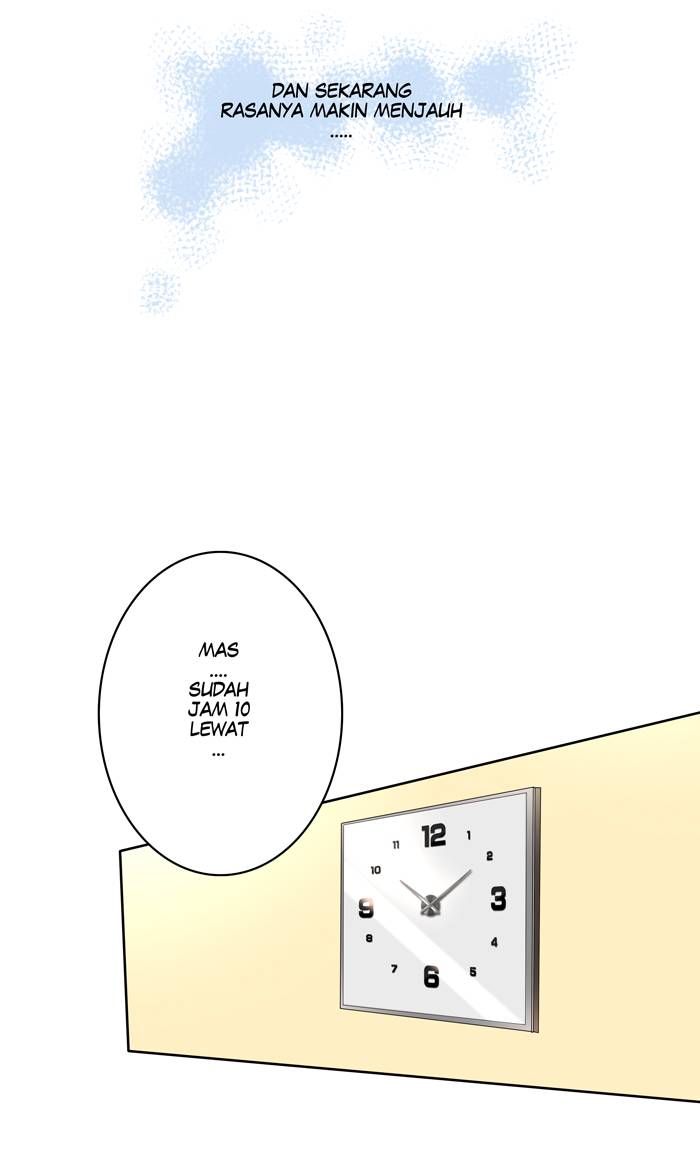 DAN SEKARANG
RASANYA MAKIN MENJAUH
.....
MAS
....
SUDAH
JAM 10
LEWAT
...
12
1
2
3
4
5
6
7
8
9
10
11